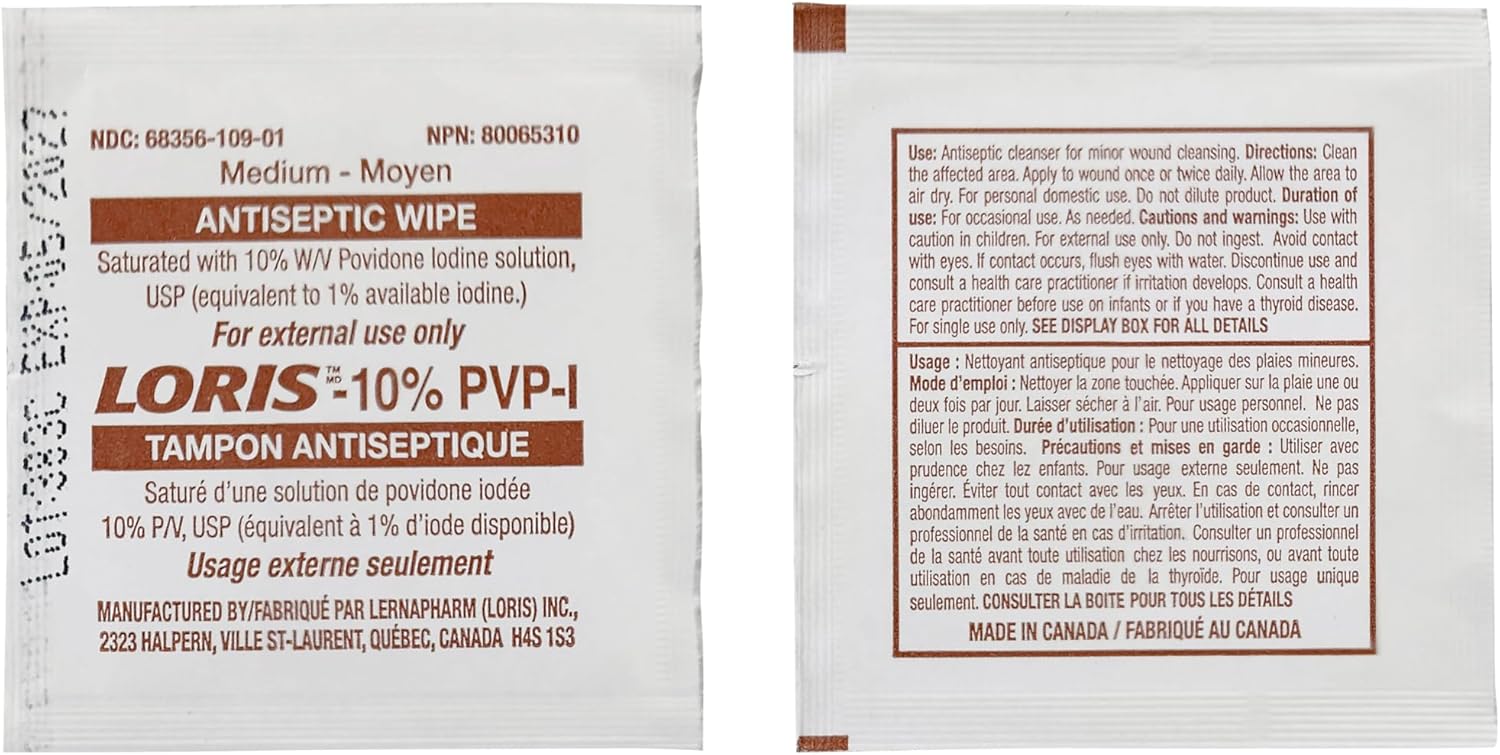 NDC: 68356-109-01 NPN: 80065310
Medium - Moyen
ANTISEPTIC WIPE
Saturated with 10% W/V Povidone Iodine solution,
USP (equivalent to 1% available iodine.)
For external use only
LORIS™ MD-10% PVP-I
TAMPON ANTISEPTIQUE
Saturé d'une solution de povidone iodée
10% P/V, USP (équivalent à 1% d'iode disponible)
Usage externe seulement
MANUFACTURED BY/FABRIQUÉ PAR LERNAPHARM (LORIS) INC.,
2323 HALPERN, VILLE ST-LAURENT, QUÉBEC, CANADA H4S 1S3
LOT:383C EXP:05/2027
Use: Antiseptic cleanser for minor wound cleansing. Directions: Clean
the affected area. Apply to wound once or twice daily. Allow the area to
air dry. For personal domestic use. Do not dilute product. Duration of
use: For occasional use. As needed. Cautions and warnings: Use with
caution in children. For external use only. Do not ingest. Avoid contact
with eyes. If contact occurs, flush eyes with water. Discontinue use and
consult a health care practitioner if irritation develops. Consult a health
care practitioner before use on infants or if you have a thyroid disease.
For single use only. SEE DISPLAY BOX FOR ALL DETAILS
Usage : Nettoyant antiseptique pour le nettoyage des plaies mineures.
Mode d'emploi : Nettoyer la zone touchée. Appliquer sur la plaie une ou
deux fois par jour. Laisser sécher à l'air. Pour usage personnel. Ne pas
diluer le produit. Durée d'utilisation : Pour une utilisation occasionnelle,
selon les besoins. Précautions et mises en garde : Utiliser avec
prudence chez lez enfants. Pour usage externe seulement. Ne pas
ingérer. Éviter tout contact avec les yeux. En cas de contact, rincer
abondamment les yeux avec de l'eau. Arrêter l'utilisation et consulter un
professionnel de la santé en cas d'irritation. Consulter un professionnel
de la santé avant toute utilisation chez les nourrisons, ou avant toute
utilisation en cas de maladie de la thyroïde. Pour usage unique
seulement. CONSULTER LA BOITE POUR TOUS LES DÉTAILS
MADE IN CANADA / FABRIQUÉ AU CANADA